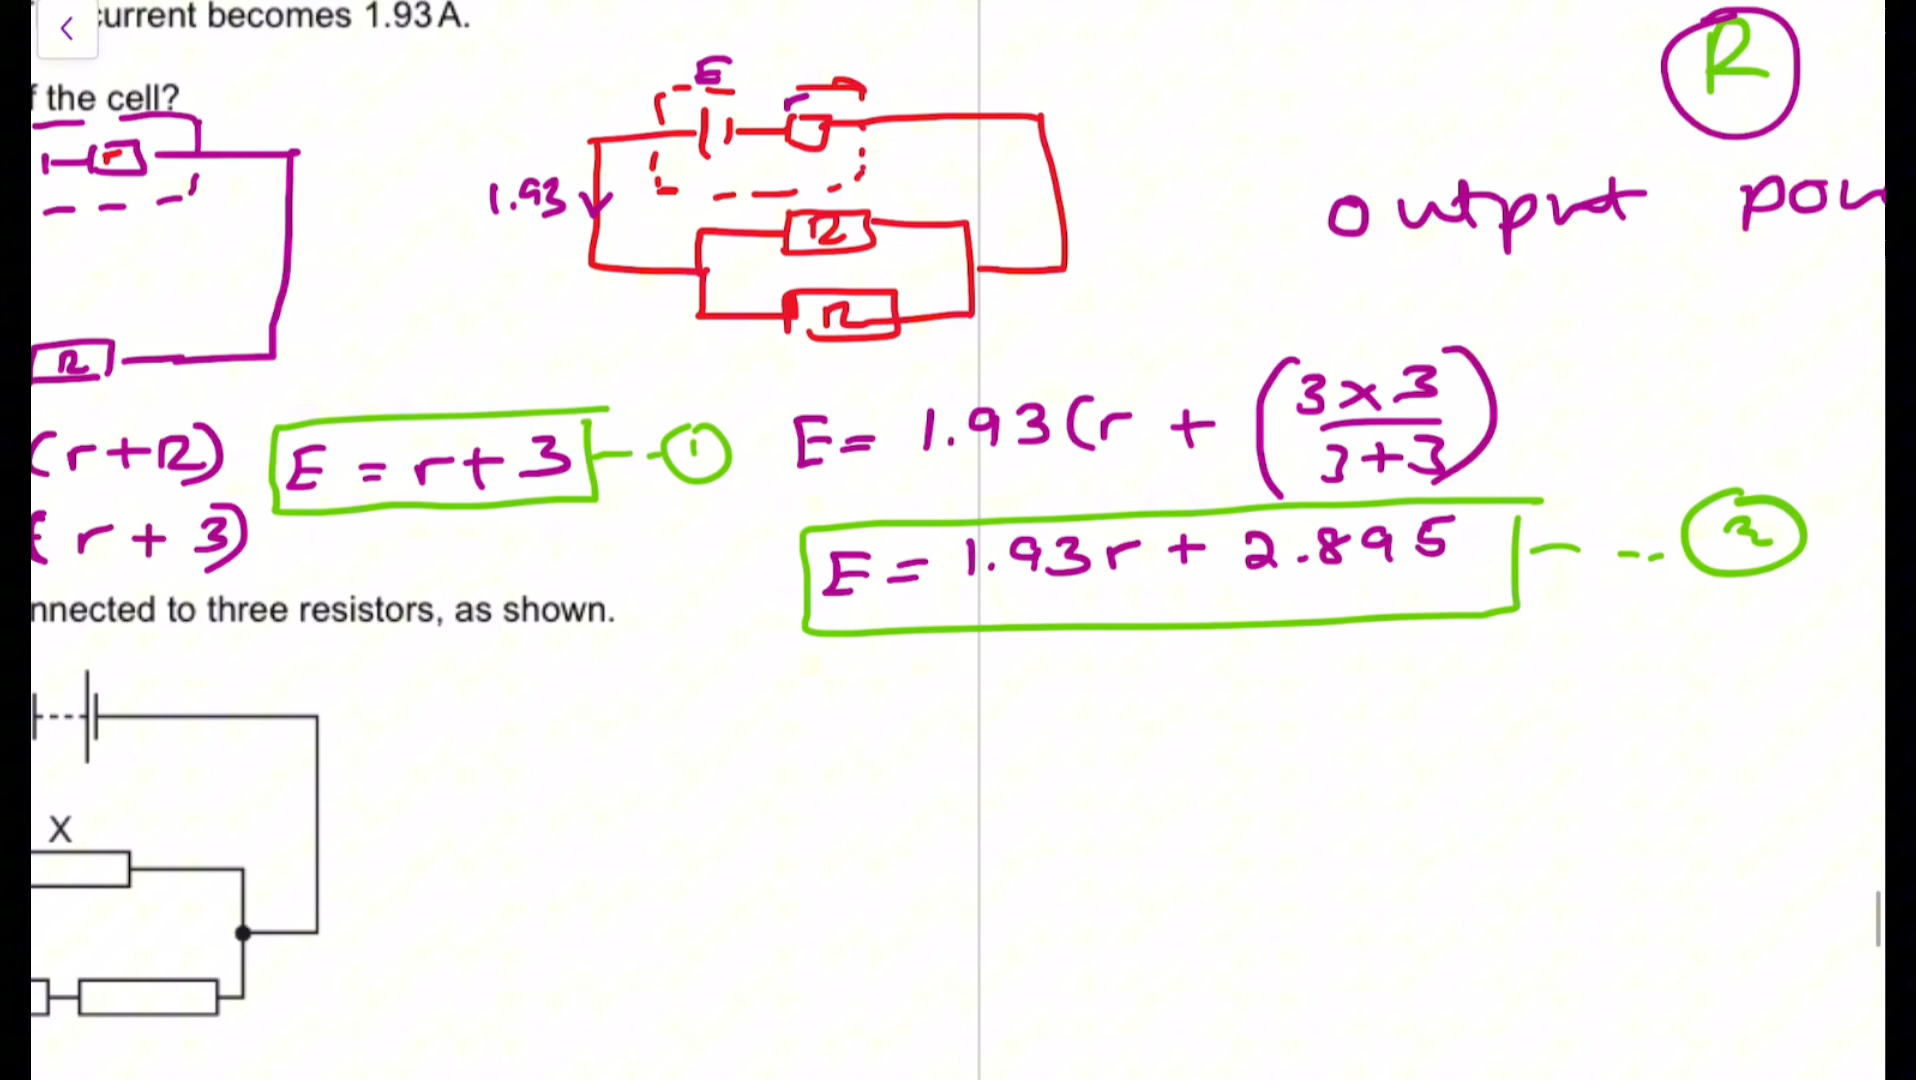 current becomes 1.93 A.
f the cell?
r
R
(r+R)
E = r+3
1
(r + 3)
E
r
1.93
R
R
R
output
E= 1.93(r + (3×3/3+3)
E = 1.93r + 2.895
2
nnected to three resistors, as shown.
X